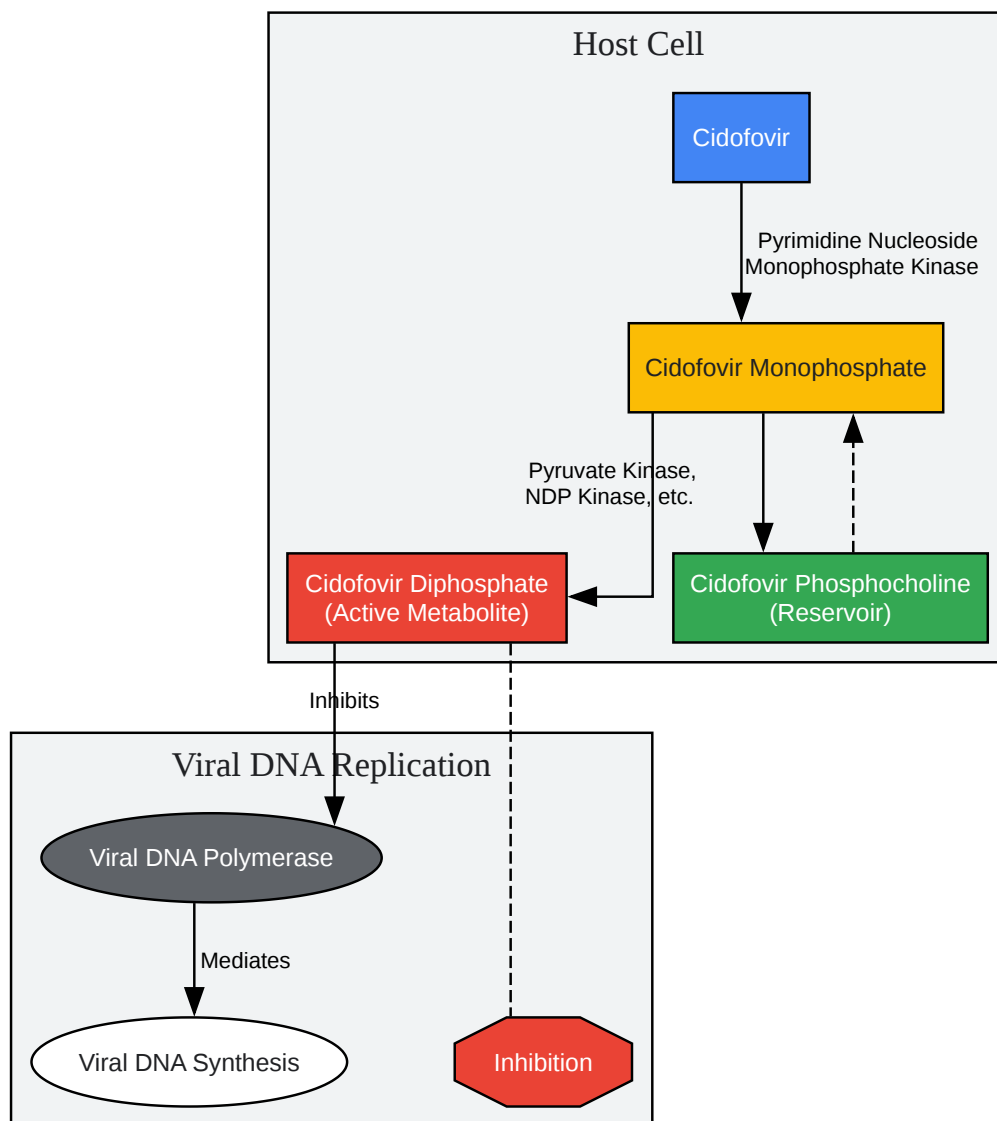 Host Cell
Cidofovir
Pyrimidine Nucleoside
Monophosphate Kinase
Cidofovir Monophosphate
Pyruvate Kinase,
NDP Kinase, etc.
Cidofovir Diphosphate
(Active Metabolite)
Cidofovir Phosphocholine
(Reservoir)
Inhibits
Viral DNA Replication
Viral DNA Polymerase
Mediates
Viral DNA Synthesis
Inhibition